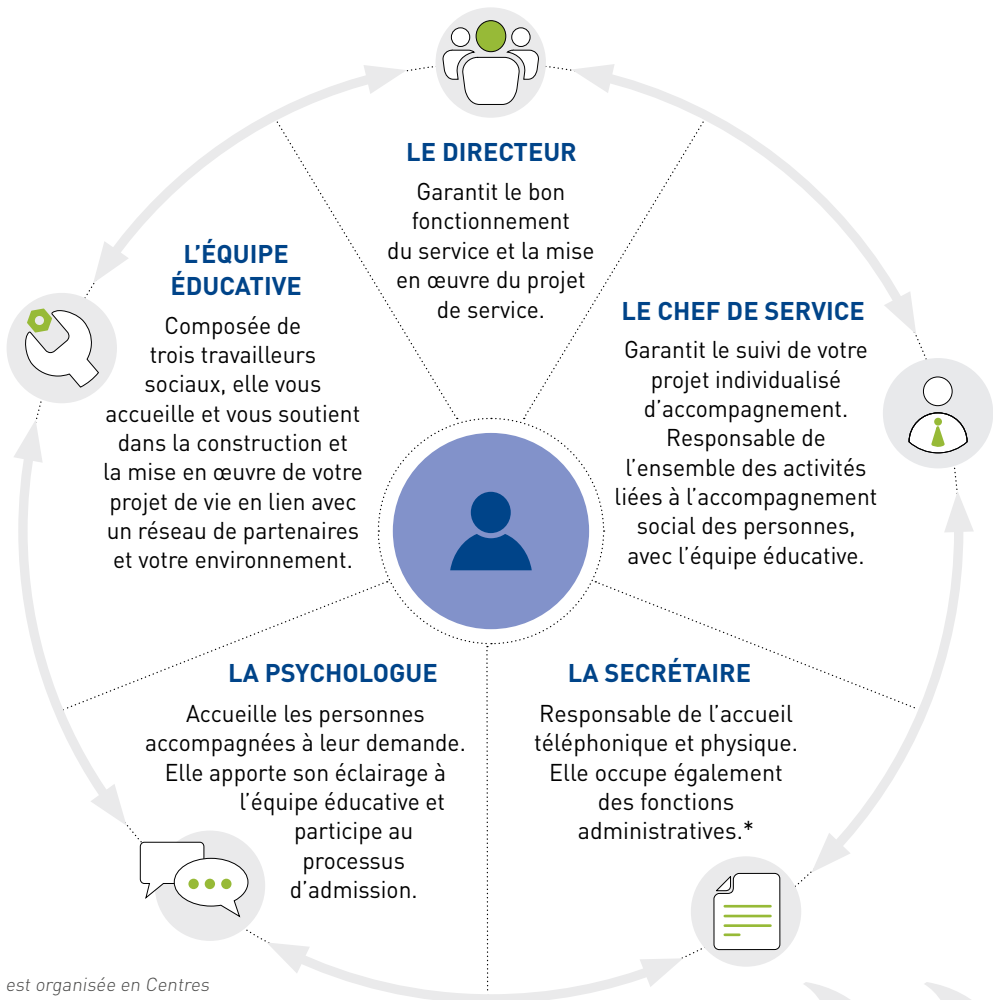 LE DIRECTEUR
Garantit le bon
fonctionnement
du service et la mise
en œuvre du projet
de service.
L’ÉQUIPE
ÉDUCATIVE
Composée de
trois travailleurs
sociaux, elle vous
accueille et vous soutient
dans la construction et
la mise en œuvre de votre
projet de vie en lien avec
un réseau de partenaires
et votre environnement.
LE CHEF DE SERVICE
Garantit le suivi de votre
projet individualisé
d’accompagnement.
Responsable de
l’ensemble des activités
liées à l’accompagnement
social des personnes,
avec l’équipe éducative.
LA PSYCHOLOGUE
Accueille les personnes
accompagnées à leur demande.
Elle apporte son éclairage à
l’équipe éducative et
participe au
processus
d’admission.
LA SECRÉTAIRE
Responsable de l’accueil
téléphonique et physique.
Elle occupe également
des fonctions
administratives.*
est organisée en Centres